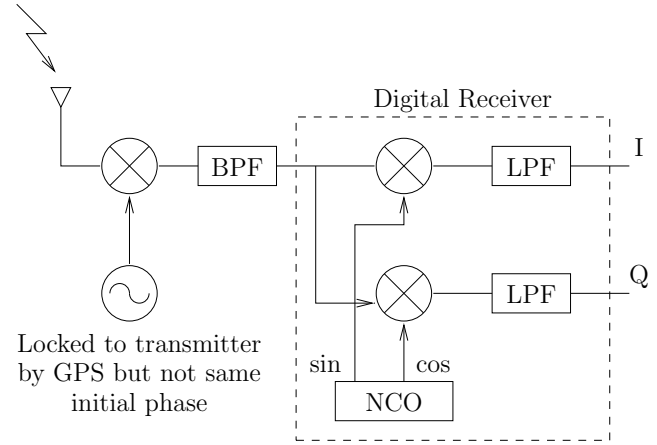 Digital Receiver
BPF
LPF
I
LPF
Q
Locked to transmitter
by GPS but not same
initial phase
sin
cos
NCO